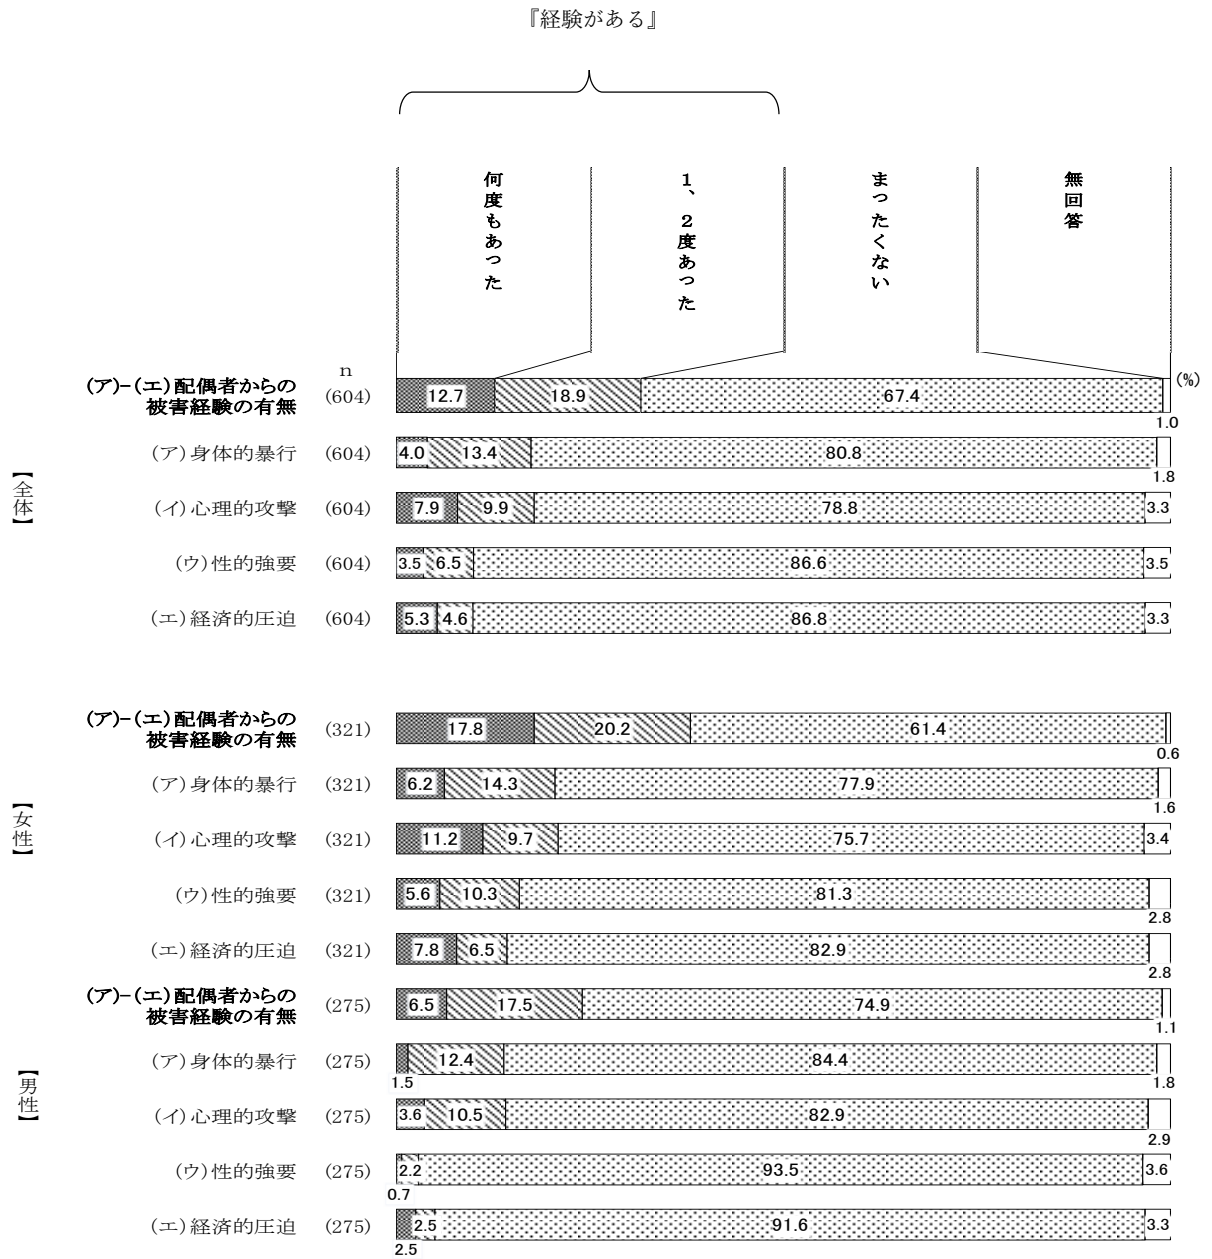 『経験がある』
何度もあった
1、2度あった
まったくない
無回答
n
(%)
【全体】
(ア)-(エ)配偶者からの
被害経験の有無
(604)
12.7
18.9
67.4
1.0
(ア)身体的暴行
(604)
4.0
13.4
80.8
1.8
(イ)心理的攻撃
(604)
7.9
9.9
78.8
3.3
(ウ)性的強要
(604)
3.5
6.5
86.6
3.5
(エ)経済的圧迫
(604)
5.3
4.6
86.8
3.3
【女性】
(ア)-(エ)配偶者からの
被害経験の有無
(321)
17.8
20.2
61.4
0.6
(ア)身体的暴行
(321)
6.2
14.3
77.9
1.6
(イ)心理的攻撃
(321)
11.2
9.7
75.7
3.4
(ウ)性的強要
(321)
5.6
10.3
81.3
2.8
(エ)経済的圧迫
(321)
7.8
6.5
82.9
2.8
【男性】
(ア)-(エ)配偶者からの
被害経験の有無
(275)
6.5
17.5
74.9
1.1
(ア)身体的暴行
(275)
1.5
12.4
84.4
1.8
(イ)心理的攻撃
(275)
3.6
10.5
82.9
2.9
(ウ)性的強要
(275)
0.7
2.2
93.5
3.6
(エ)経済的圧迫
(275)
2.5
2.5
91.6
3.3